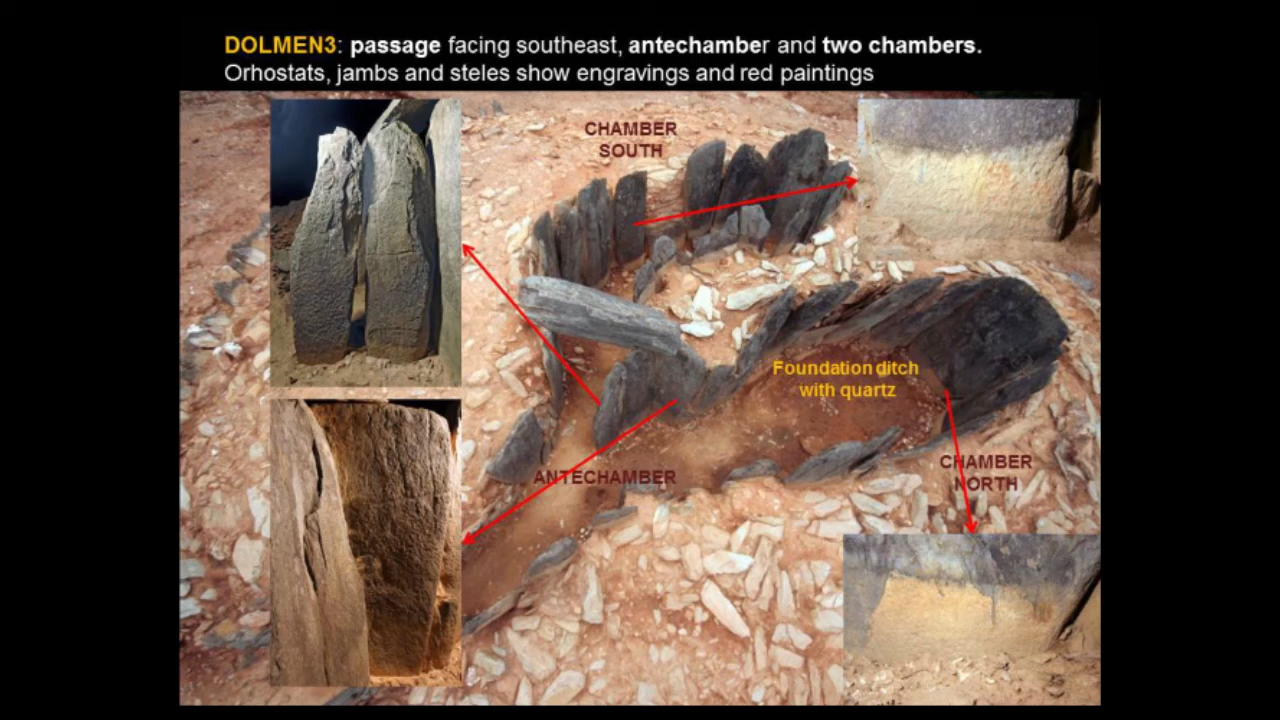 DOLMEN3: passage facing southeast, antechamber and two chambers.
Orhostats, jambs and steles show engravings and red paintings
CHAMBER
SOUTH
Foundation ditch
with quartz
CHAMBER
NORTH
ANTECHAMBER